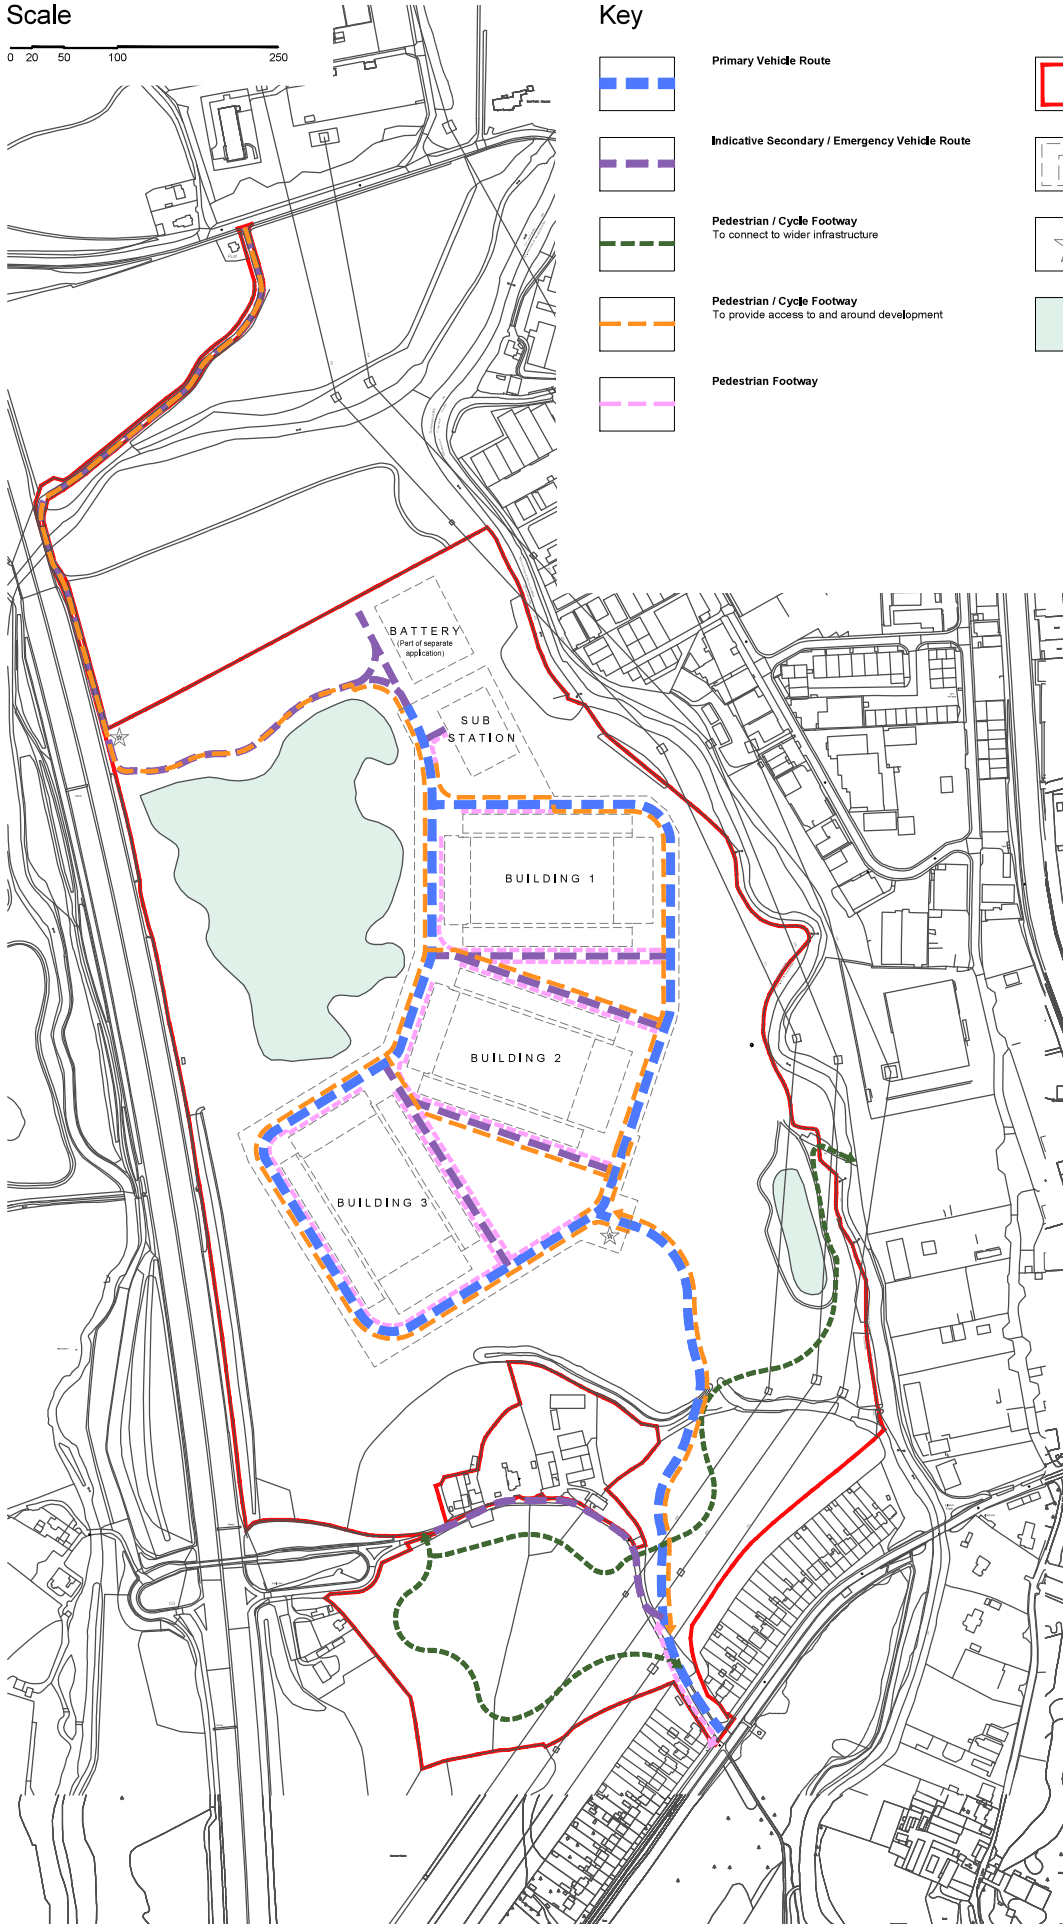 Scale
0 20 50 100 250
Key
Primary Vehicle Route
Indicative Secondary / Emergency Vehicle Route
Pedestrian / Cycle Footway
To connect to wider infrastructure
Pedestrian / Cycle Footway
To provide access to and around development
Pedestrian Footway
BATTERY
(Part of separate
application)
SUB
STATION
BUILDING 1
BUILDING 2
BUILDING 3